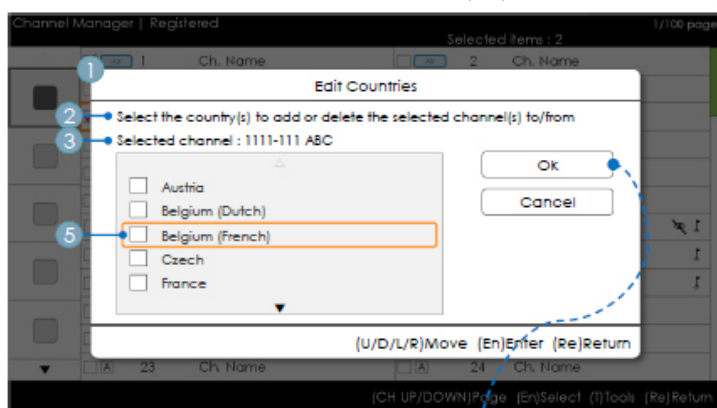 Channel Manager | Registered
1/100 page
Selected items : 2
1 Ch. Name 2 Ch. Name
1
Edit Countries
2 Select the country(s) to add or delete the selected channel(s) to/from
3 Selected channel : 1111-111 ABC
Austria
Belgium (Dutch)
5 Belgium (French)
Czech
France
Ok
Cancel
(U/D/L/R)Move (En)Enter (Re)Return
A 23 Ch. Name A 24 Ch. Name
(CH UP/DOWN)Page (En)Select (T)Tools (Re)Return